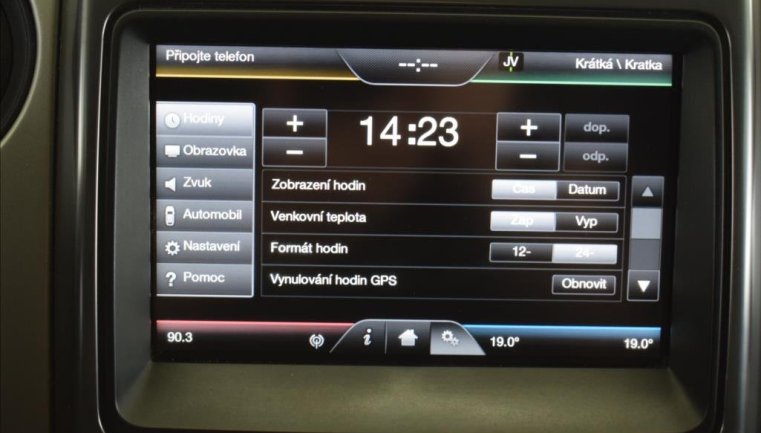 Připojte telefon
--:--
JV
Krátká \ Kratka
Hodiny
+ 14:23 + dop.
Obrazovka
− − odp.
Zvuk
Zobrazení hodin Čas Datum
Automobil
Venkovní teplota Zap Vyp
Nastavení
Formát hodin 12- 24-
? Pomoc
Vynulování hodin GPS Obnovit
90.3 i 19.0° 19.0°